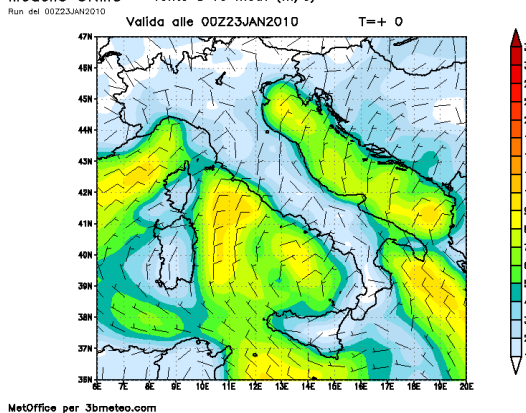 Run del 00Z23JAN2010
Valida alle 00Z23JAN2010 T=+ 0
47N
46N
45N
44N
43N
42N
41N
40N
39N
38N
37N
36N
6E 7E 8E 9E 10E 11E 12E 13E 14E 15E 16E 17E 18E 19E 20E
MetOffice per 3bmeteo.com